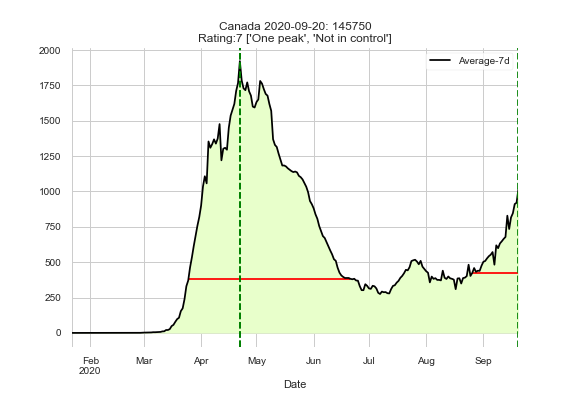 Canada 2020-09-20: 145750
Rating:7 ['One peak', 'Not in control']
Average-7d
2000
1750
1500
1250
1000
750
500
250
0
Feb Mar Apr May Jun Jul Aug Sep
2020
Date